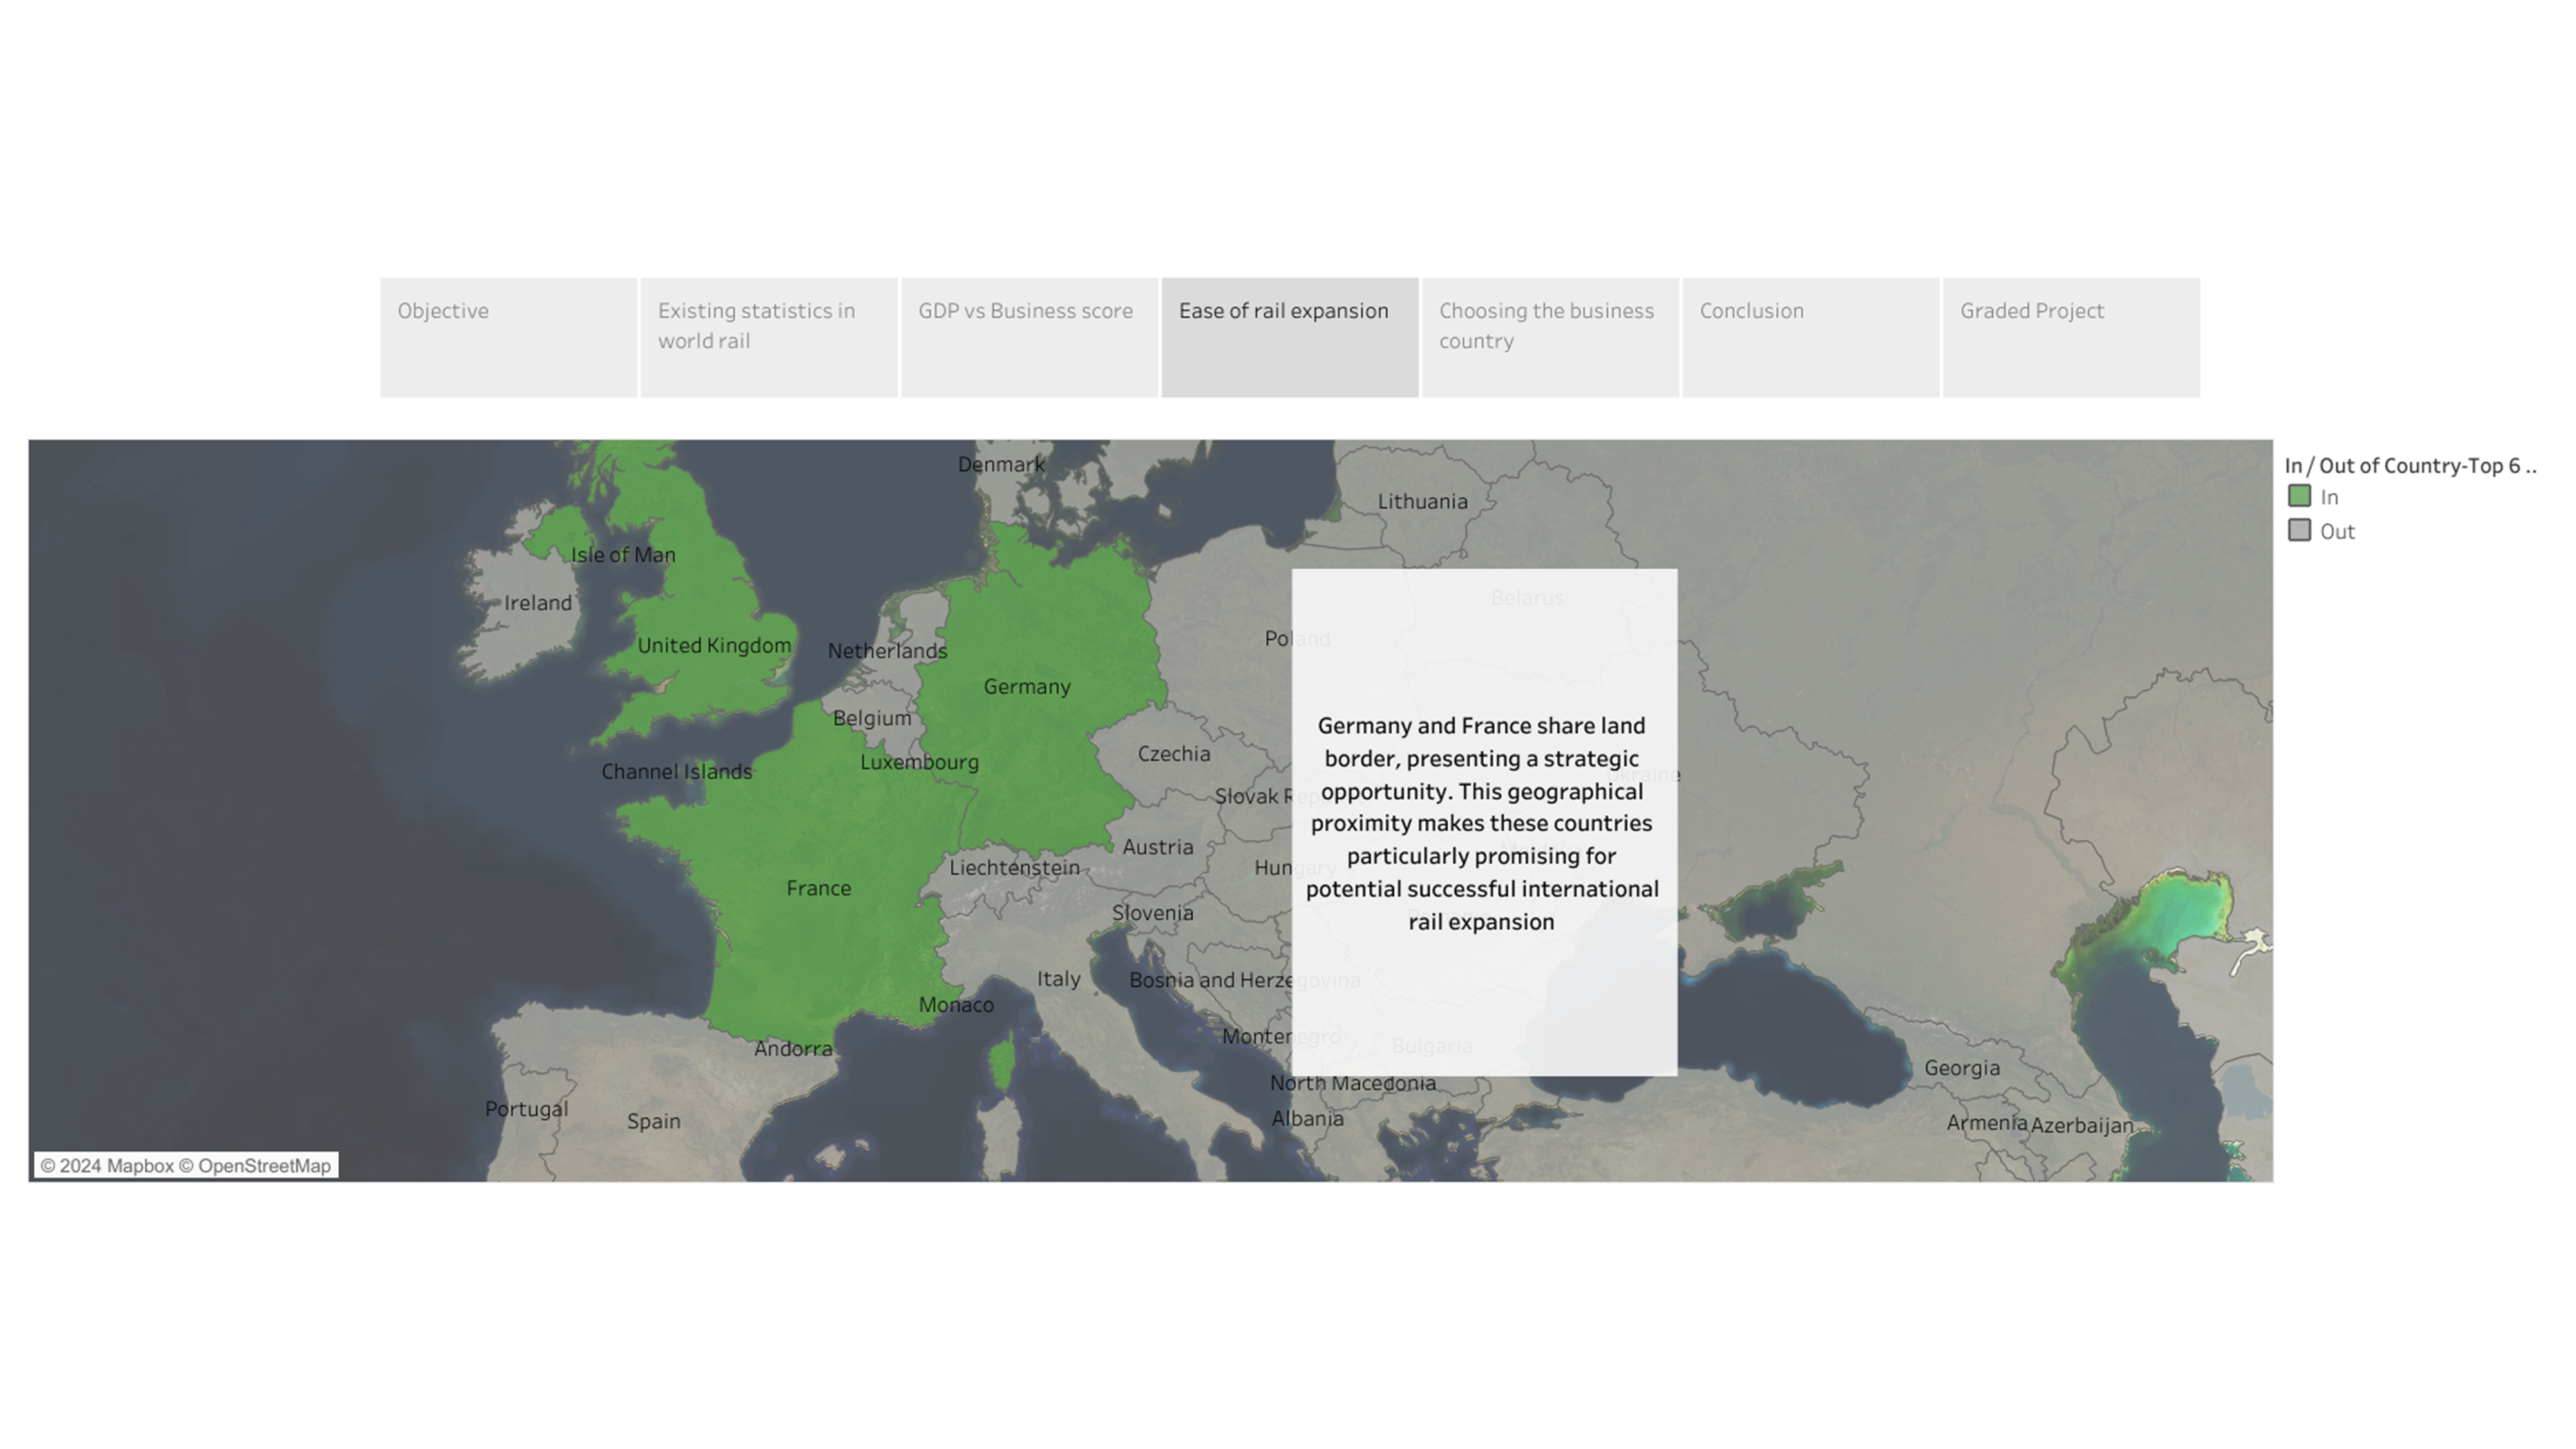 Objective
Existing statistics in
world rail
GDP vs Business score
Ease of rail expansion
Choosing the business
country
Conclusion
Graded Project
In / Out of Country-Top 6 ..
In
Out
Denmark
Lithuania
Isle of Man
Ireland
Belarus
United Kingdom
Poland
Netherlands
Germany
Belgium
Czechia
Luxembourg
Channel Islands
Ukraine
Slovak Rep
Austria
Liechtenstein
Hungary
France
Slovenia
Italy
Bosnia and Herzegovina
Monaco
Montenegro
Bulgaria
Andorra
Georgia
North Macedonia
Portugal
Spain
Albania
Armenia
Azerbaijan
Germany and France share land
border, presenting a strategic
opportunity. This geographical
proximity makes these countries
particularly promising for
potential successful international
rail expansion
© 2024 Mapbox © OpenStreetMap